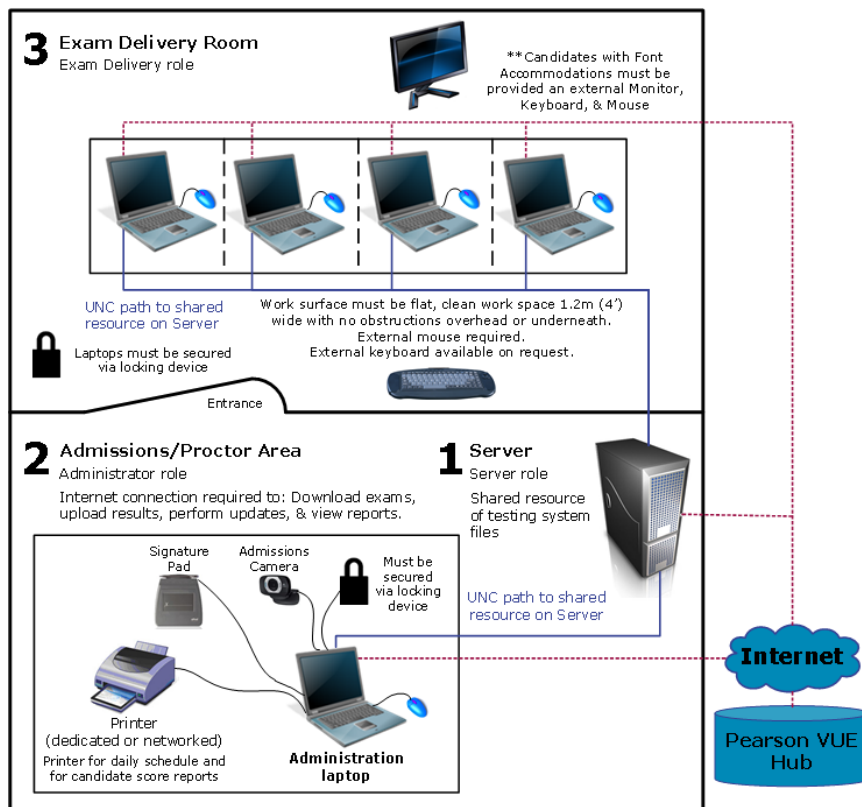 3 Exam Delivery Room
Exam Delivery role
**Candidates with Font
Accommodations must be
provided an external Monitor,
Keyboard, & Mouse
UNC path to shared
resource on Server
Work surface must be flat, clean work space 1.2m (4’)
wide with no obstructions overhead or underneath.
External mouse required.
External keyboard available on request.
Laptops must be secured
via locking device
Entrance
2 Admissions/Proctor Area
Administrator role
Internet connection required to: Download exams,
upload results, perform updates, & view reports.
1 Server
Server role
Shared resource
of testing system
files
Signature
Pad
Admissions
Camera
Must be
secured
via locking
device
UNC path to shared
resource on Server
Printer
(dedicated or networked)
Printer for daily schedule and
for candidate score reports
Administration
laptop
Internet
Pearson VUE
Hub